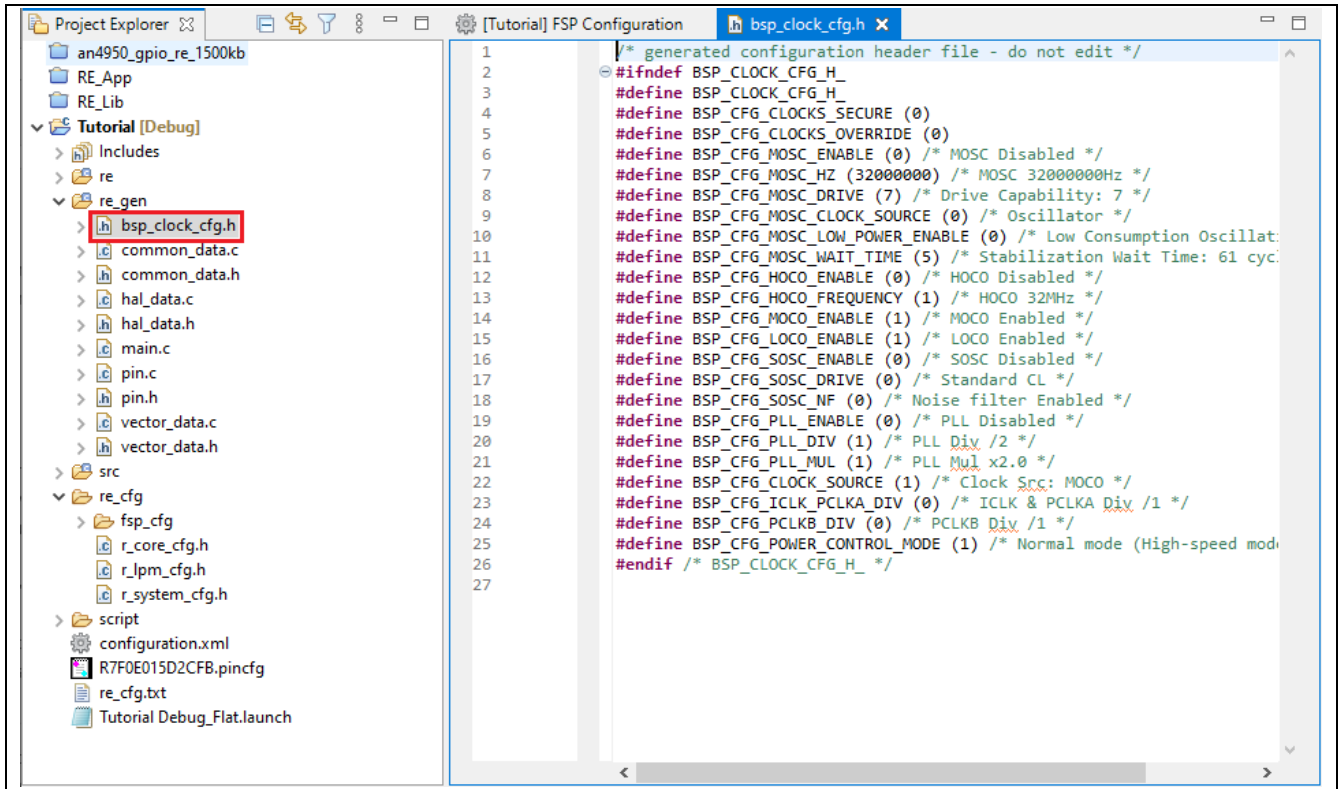 Project Explorer
an4950_gpio_re_1500kb
RE_App
RE_Lib
Tutorial [Debug]
Includes
re
re_gen
bsp_clock_cfg.h
common_data.c
common_data.h
hal_data.c
hal_data.h
main.c
pin.c
pin.h
vector_data.c
vector_data.h
src
re_cfg
fsp_cfg
r_core_cfg.h
r_lpm_cfg.h
r_system_cfg.h
script
configuration.xml
R7F0E015D2CFB.pincfg
re_cfg.txt
Tutorial Debug_Flat.launch
[Tutorial] FSP Configuration
bsp_clock_cfg.h
1 /* generated configuration header file - do not edit */
2 #ifndef BSP_CLOCK_CFG_H_
3 #define BSP_CLOCK_CFG_H_
4 #define BSP_CFG_CLOCKS_SECURE (0)
5 #define BSP_CFG_CLOCKS_OVERRIDE (0)
6 #define BSP_CFG_MOSC_ENABLE (0) /* MOSC Disabled */
7 #define BSP_CFG_MOSC_HZ (32000000) /* MOSC 32000000Hz */
8 #define BSP_CFG_MOSC_DRIVE (7) /* Drive Capability: 7 */
9 #define BSP_CFG_MOSC_CLOCK_SOURCE (0) /* Oscillator */
10 #define BSP_CFG_MOSC_LOW_POWER_ENABLE (0) /* Low Consumption Oscillat
11 #define BSP_CFG_MOSC_WAIT_TIME (5) /* Stabilization Wait Time: 61 cyc
12 #define BSP_CFG_HOCO_ENABLE (0) /* HOCO Disabled */
13 #define BSP_CFG_HOCO_FREQUENCY (1) /* HOCO 32MHz */
14 #define BSP_CFG_MOCO_ENABLE (1) /* MOCO Enabled */
15 #define BSP_CFG_LOCO_ENABLE (1) /* LOCO Enabled */
16 #define BSP_CFG_SOSC_ENABLE (0) /* SOSC Disabled */
17 #define BSP_CFG_SOSC_DRIVE (0) /* Standard CL */
18 #define BSP_CFG_SOSC_NF (0) /* Noise filter Enabled */
19 #define BSP_CFG_PLL_ENABLE (0) /* PLL Disabled */
20 #define BSP_CFG_PLL_DIV (1) /* PLL Div /2 */
21 #define BSP_CFG_PLL_MUL (1) /* PLL Mul x2.0 */
22 #define BSP_CFG_CLOCK_SOURCE (1) /* Clock Src: MOCO */
23 #define BSP_CFG_ICLK_PCLKA_DIV (0) /* ICLK & PCLKA Div /1 */
24 #define BSP_CFG_PCLKB_DIV (0) /* PCLKB Div /1 */
25 #define BSP_CFG_POWER_CONTROL_MODE (1) /* Normal mode (High-speed mod
26 #endif /* BSP_CLOCK_CFG_H_ */
27